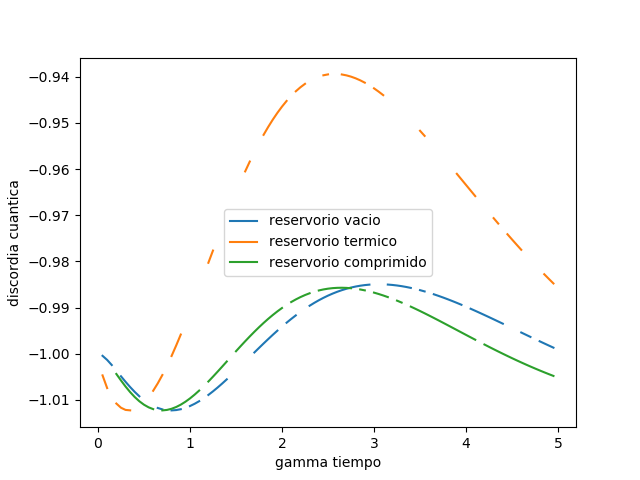 −0.94
−0.95
−0.96
−0.97
−0.98
−0.99
−1.00
−1.01
discordia cuantica
reservorio vacio
reservorio termico
reservorio comprimido
0 1 2 3 4 5
gamma tiempo